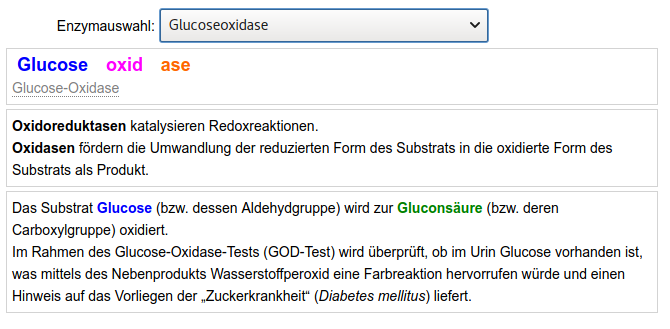 Enzymauswahl: Glucoseoxidase
Glucose oxid ase
Glucose-Oxidase
Oxidoreduktasen katalysieren Redoxreaktionen.
Oxidasen fördern die Umwandlung der reduzierten Form des Substrats in die oxidierte Form des
Substrats als Produkt.
Das Substrat Glucose (bzw. dessen Aldehydgruppe) wird zur Gluconsäure (bzw. deren
Carboxylgruppe) oxidiert.
Im Rahmen des Glucose-Oxidase-Tests (GOD-Test) wird überprüft, ob im Urin Glucose vorhanden ist,
was mittels des Nebenprodukts Wasserstoffperoxid eine Farbreaktion hervorrufen würde und einen
Hinweis auf das Vorliegen der „Zuckerkrankheit“ (Diabetes mellitus) liefert.